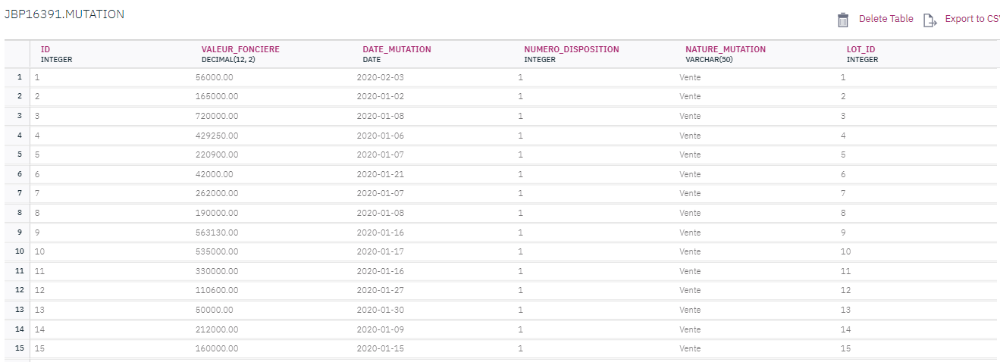 JBP16391.MUTATION
Delete Table Export to CSV
ID VALEUR_FONCIERE DATE_MUTATION NUMERO_DISPOSITION NATURE_MUTATION LOT_ID
INTEGER DECIMAL(12, 2) DATE INTEGER VARCHAR(50) INTEGER
1 1 56000.00 2020-02-03 1 Vente 1
2 2 165000.00 2020-01-02 1 Vente 2
3 3 720000.00 2020-01-08 1 Vente 3
4 4 429250.00 2020-01-06 1 Vente 4
5 5 220900.00 2020-01-07 1 Vente 5
6 6 42000.00 2020-01-21 1 Vente 6
7 7 262000.00 2020-01-07 1 Vente 7
8 8 190000.00 2020-01-08 1 Vente 8
9 9 563130.00 2020-01-16 1 Vente 9
10 10 535000.00 2020-01-17 1 Vente 10
11 11 330000.00 2020-01-16 1 Vente 11
12 12 110600.00 2020-01-27 1 Vente 12
13 13 50000.00 2020-01-30 1 Vente 13
14 14 212000.00 2020-01-09 1 Vente 14
15 15 160000.00 2020-01-15 1 Vente 15